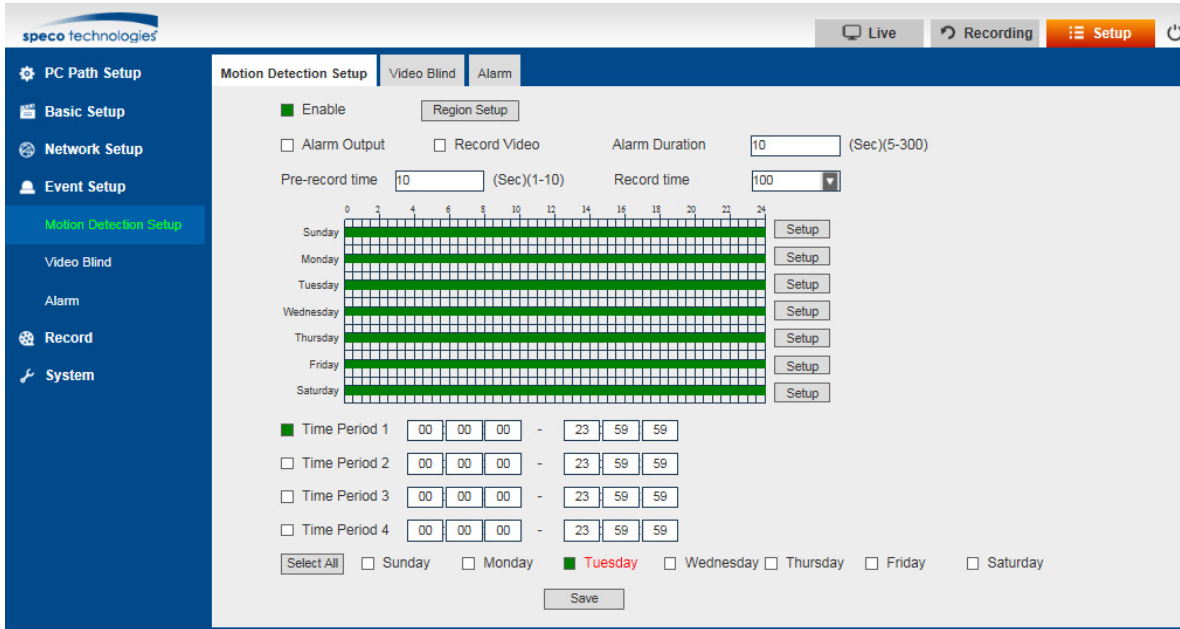 speco technologies
Live
Recording
Setup
PC Path Setup
Basic Setup
Network Setup
Event Setup
Motion Detection Setup
Video Blind
Alarm
Record
System
Motion Detection Setup Video Blind Alarm
Enable Region Setup
Alarm Output Record Video Alarm Duration 10 (Sec)(5-300)
Pre-record time 10 (Sec)(1-10) Record time 100
0 2 4 6 8 10 12 14 16 18 20 22 24
Sunday Setup
Monday Setup
Tuesday Setup
Wednesday Setup
Thursday Setup
Friday Setup
Saturday Setup
Time Period 1 00 : 00 : 00 - 23 : 59 : 59
Time Period 2 00 : 00 : 00 - 23 : 59 : 59
Time Period 3 00 : 00 : 00 - 23 : 59 : 59
Time Period 4 00 : 00 : 00 - 23 : 59 : 59
Select All Sunday Monday Tuesday Wednesday Thursday Friday Saturday
Save